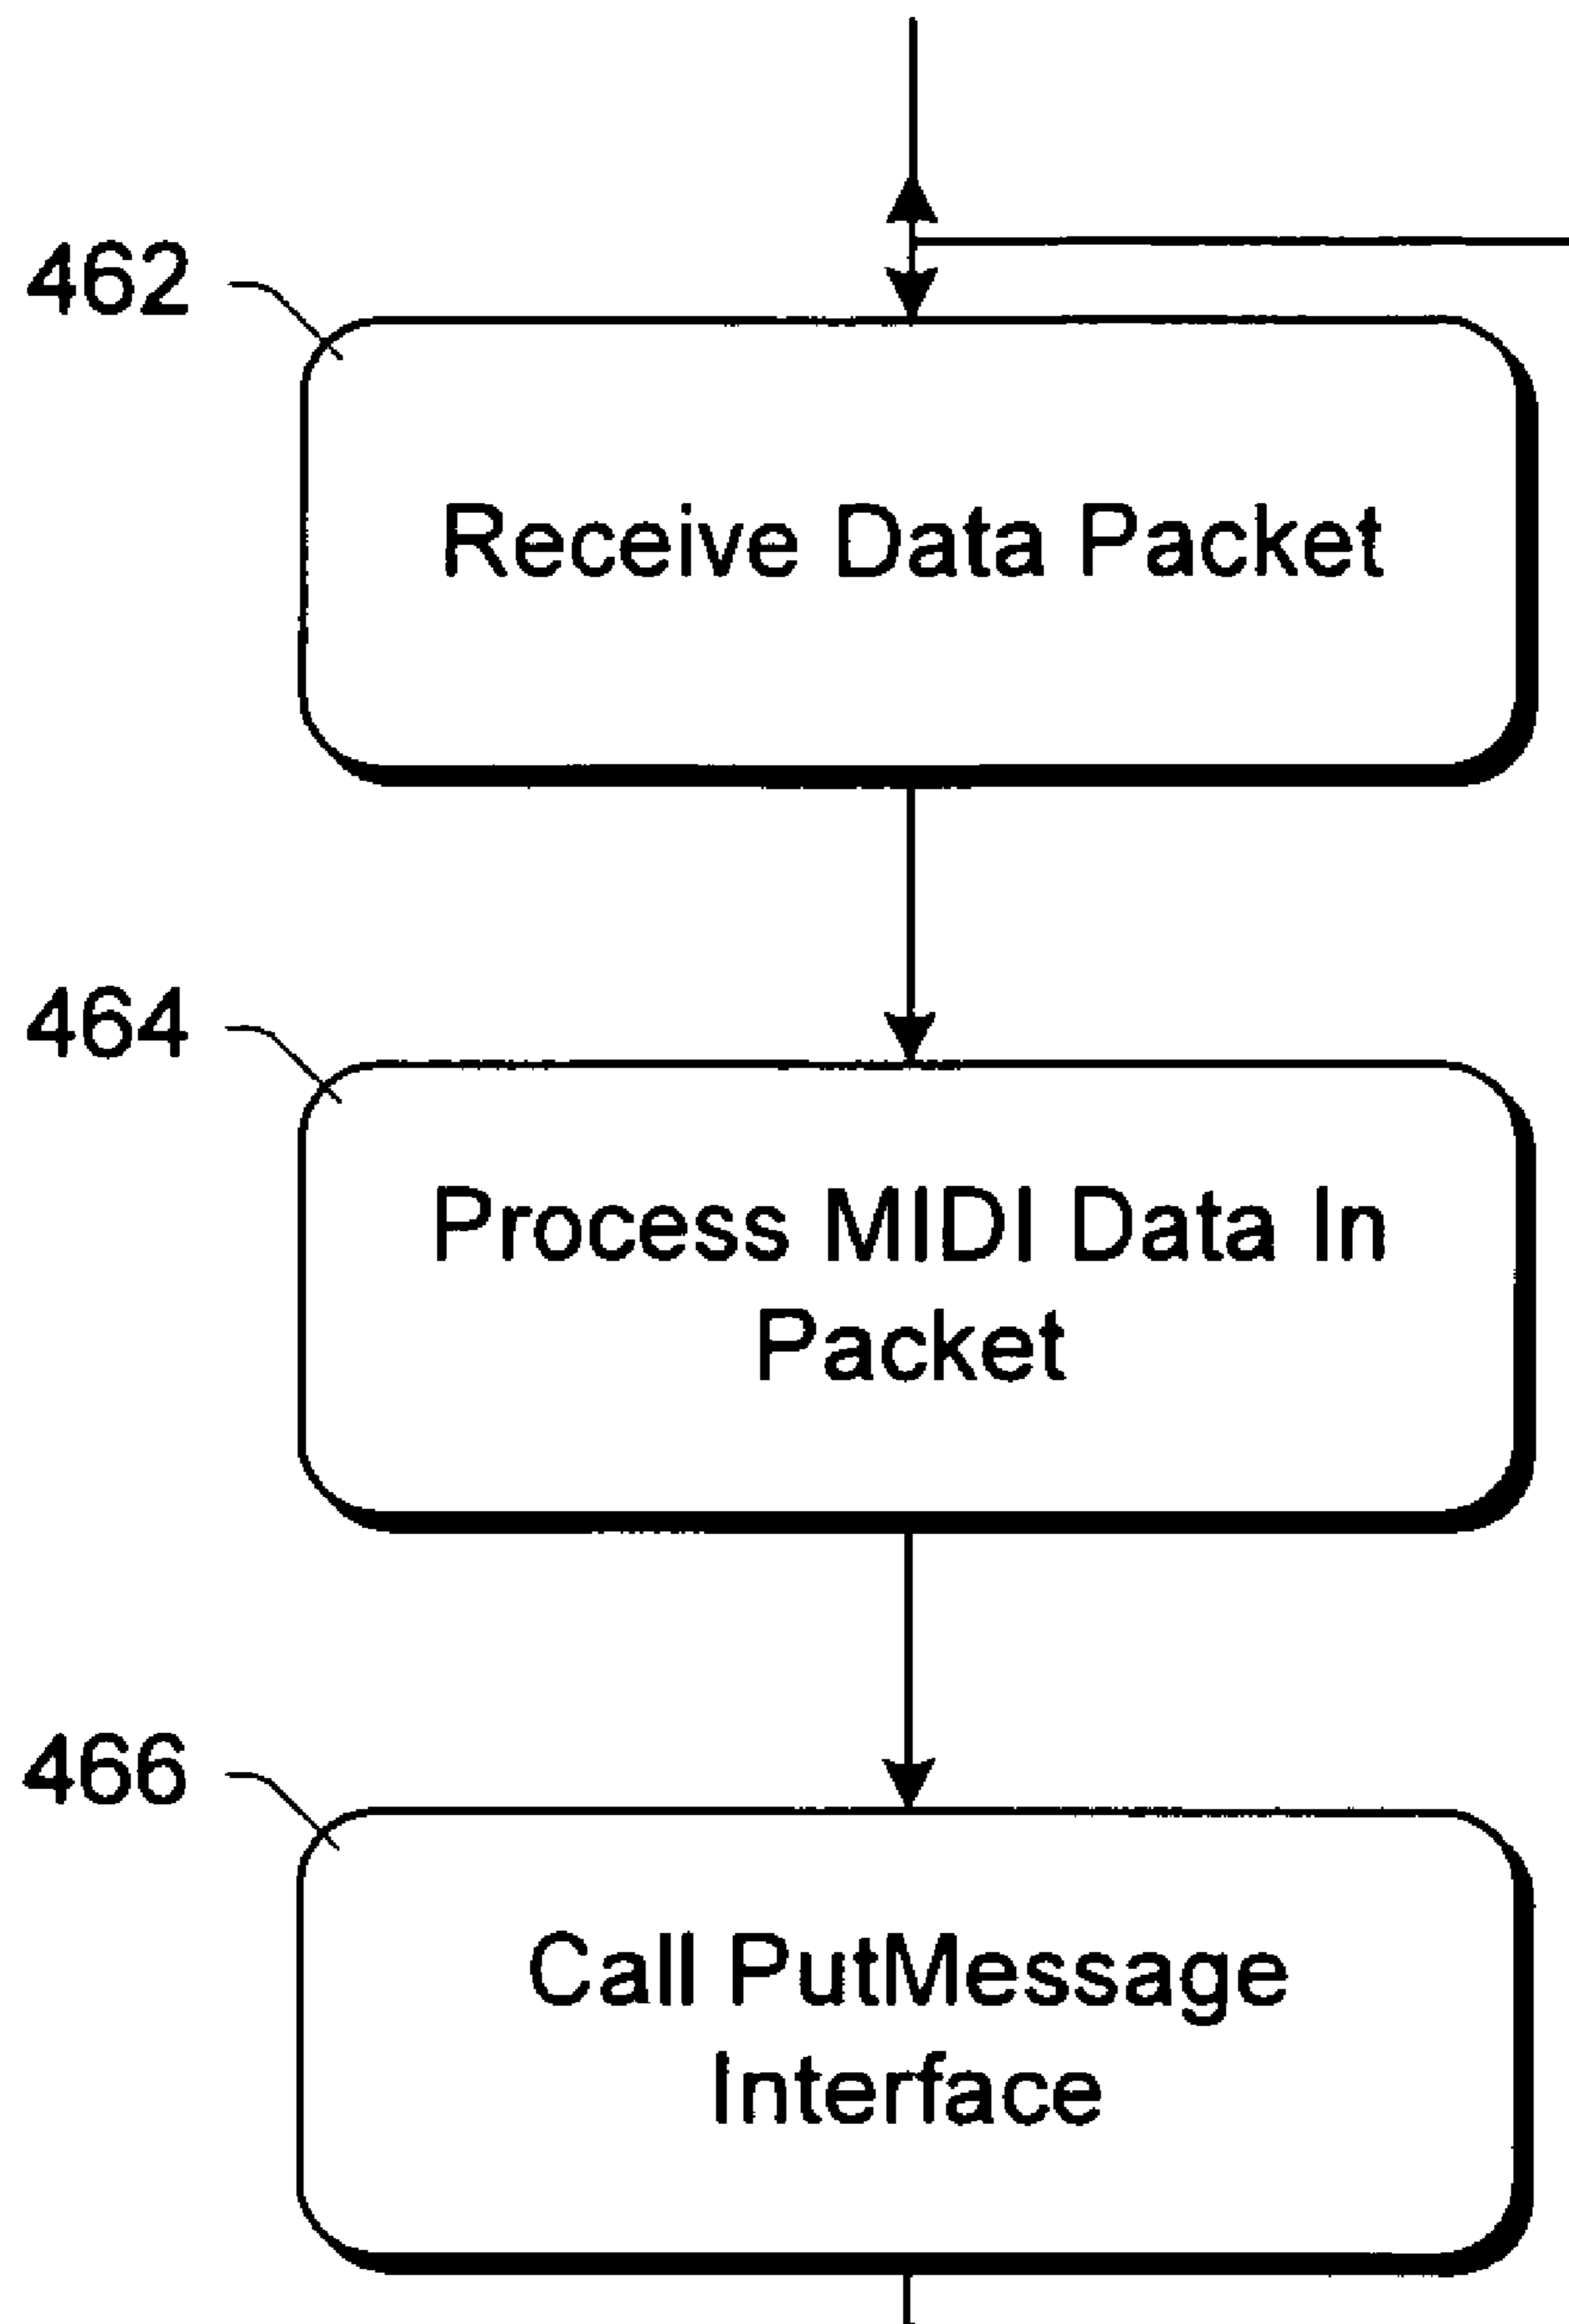 462
Receive Data Packet
464
Process MIDI Data In
Packet
466
Call PutMessage
Interface